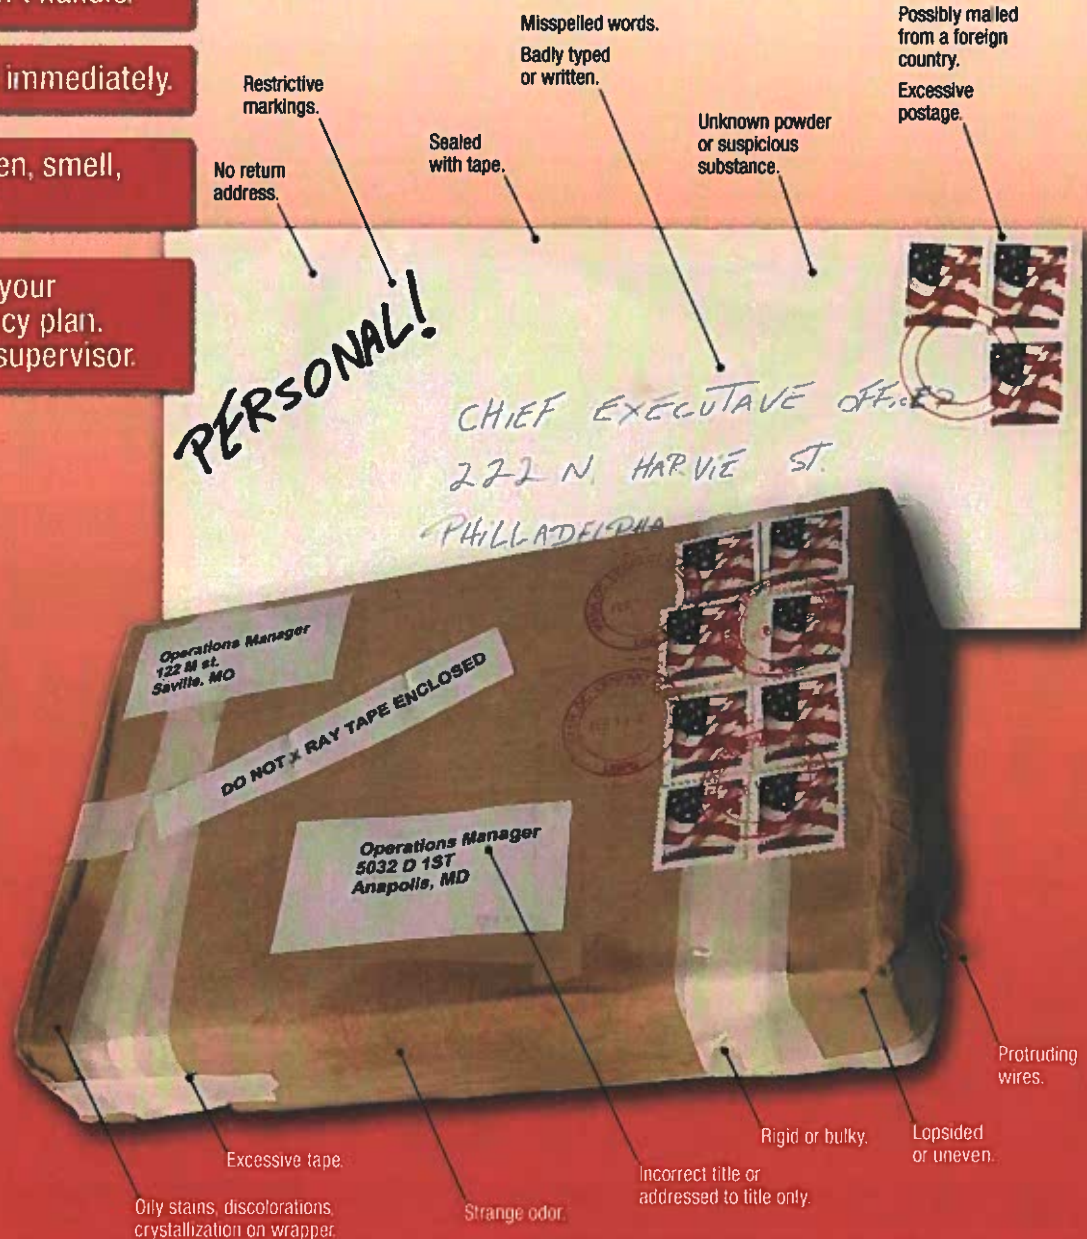 immediately.
en, smell,
your
cy plan.
supervisor.
Restrictive
markings.
No return
address.
Sealed
with tape.
Misspelled words.
Badly typed
or written.
Unknown powder
or suspicious
substance.
Possibly mailed
from a foreign
country.
Excessive
postage.
PERSONAL!
CHIEF EXECUTAVE OFFICER
222 N. HARVIE ST.
PHILLADELPHA
Operations Manager
122 M st.
Saville, MO
DO NOT X RAY TAPE ENCLOSED
Operations Manager
5032 D 1ST
Anapolis, MD
Protruding
wires.
Lopsided
or uneven.
Rigid or bulky.
Incorrect title or
addressed to title only.
Strange odor.
Excessive tape.
Oily stains, discolorations,
crystallization on wrapper.